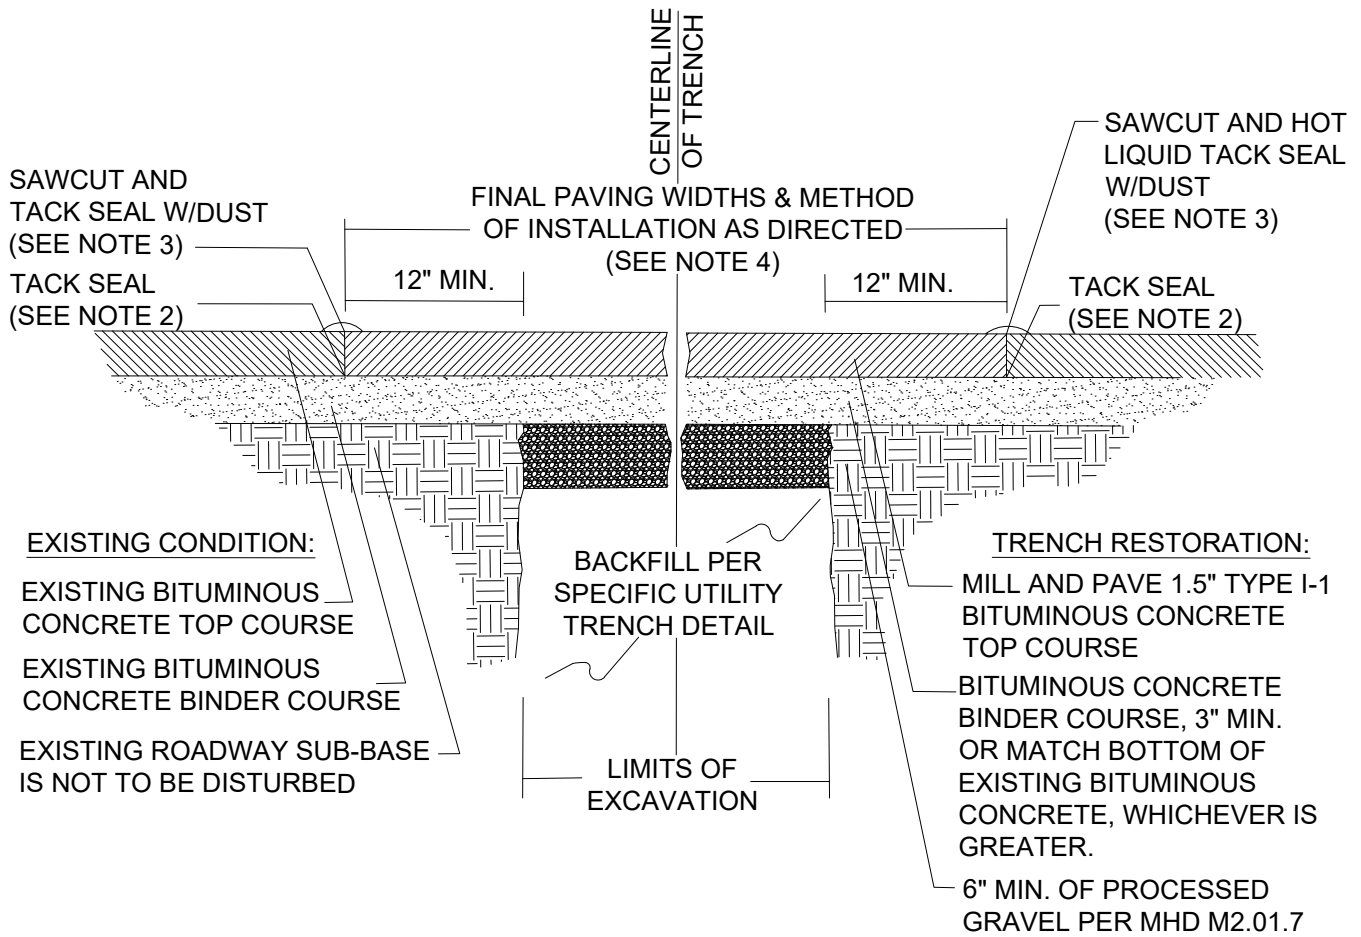 CENTERLINE
OF TRENCH
SAWCUT AND HOT
LIQUID TACK SEAL
W/DUST
(SEE NOTE 3)
SAWCUT AND
TACK SEAL W/DUST
(SEE NOTE 3)
FINAL PAVING WIDTHS & METHOD
OF INSTALLATION AS DIRECTED
(SEE NOTE 4)
TACK SEAL
(SEE NOTE 2)
12" MIN.
12" MIN.
TACK SEAL
(SEE NOTE 2)
EXISTING CONDITION:
EXISTING BITUMINOUS
CONCRETE TOP COURSE
EXISTING BITUMINOUS
CONCRETE BINDER COURSE
EXISTING ROADWAY SUB-BASE
IS NOT TO BE DISTURBED
BACKFILL PER
SPECIFIC UTILITY
TRENCH DETAIL
LIMITS OF
EXCAVATION
TRENCH RESTORATION:
MILL AND PAVE 1.5" TYPE I-1
BITUMINOUS CONCRETE
TOP COURSE
BITUMINOUS CONCRETE
BINDER COURSE, 3" MIN.
OR MATCH BOTTOM OF
EXISTING BITUMINOUS
CONCRETE, WHICHEVER IS
GREATER.
6" MIN. OF PROCESSED
GRAVEL PER MHD M2.01.7